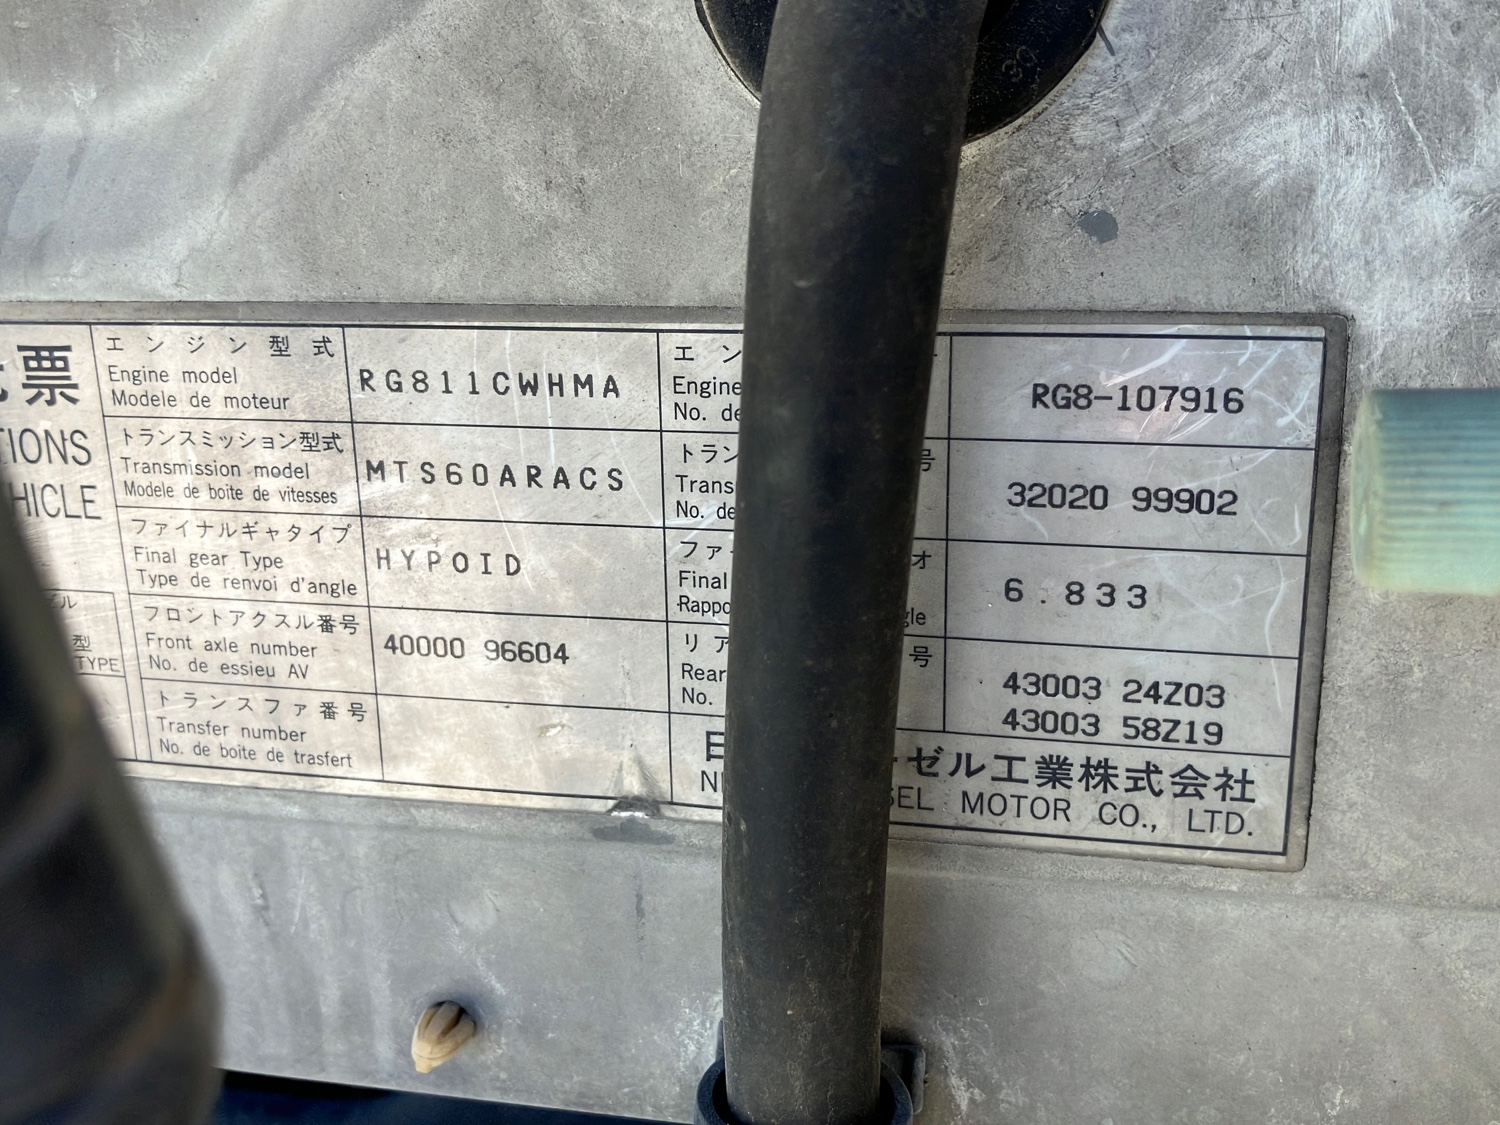 票
エンジン型式
Engine model
Modele de moteur
RG811CWHMA
エン
Engine
No. de
RG8-107916
TIONS
HICLE
トランスミッション型式
Transmission model
Modele de boite de vitesses
MTS60ARACS
トラン
Trans
No. de
号
32020 99902
ファイナルギャタイプ
Final gear Type
Type de renvoi d'angle
HYPOID
ファ
Final
Rappo
オ
gle
6.833
ル
型
TYPE
フロントアクスル番号
Front axle number
No. de essieu AV
40000 96604
リア
Rear
No.
号
43003 24Z03
43003 58Z19
トランスファ番号
Transfer number
No. de boite de trasfert
ーゼル工業株式会社
NI SEL MOTOR CO., LTD.
30